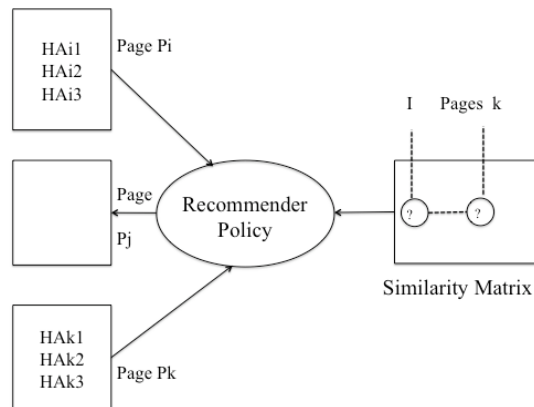 HAi1
HAi2
HAi3
Page Pi
Page
Pj
HAk1
HAk2
HAk3
Page Pk
Recommender
Policy
I Pages k
? ?
Similarity Matrix